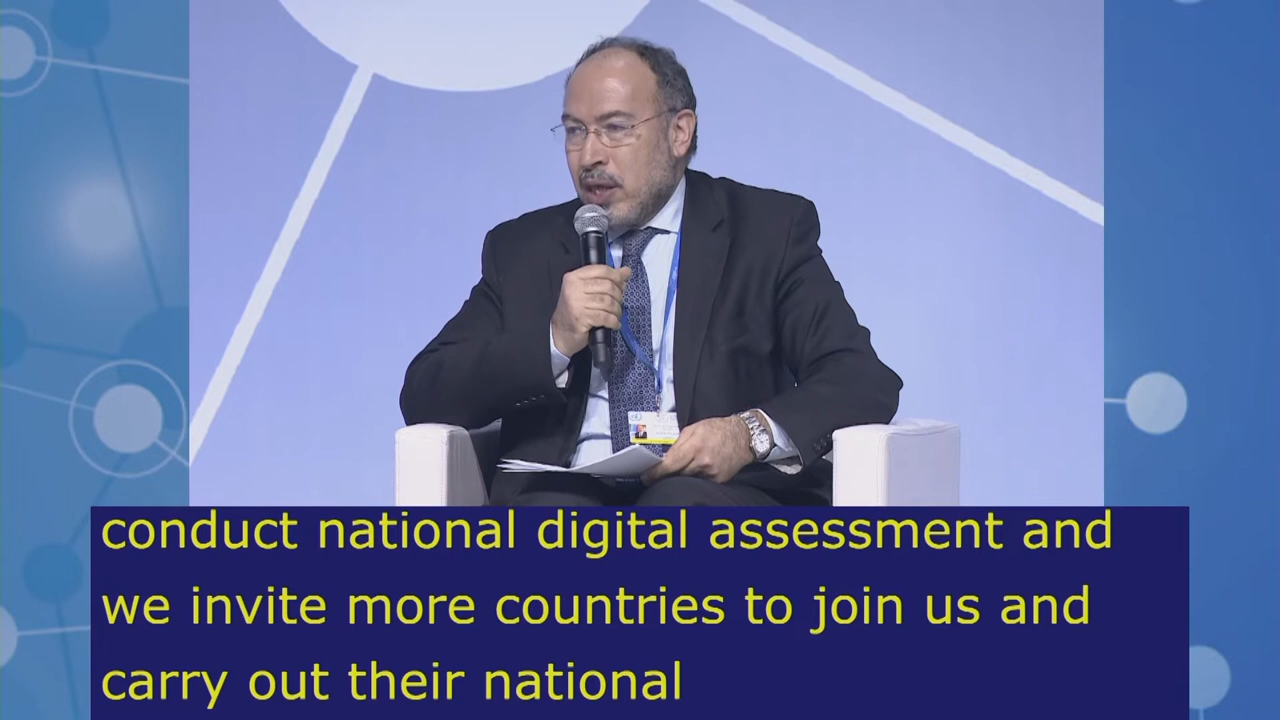 conduct national digital assessment and
we invite more countries to join us and
carry out their national